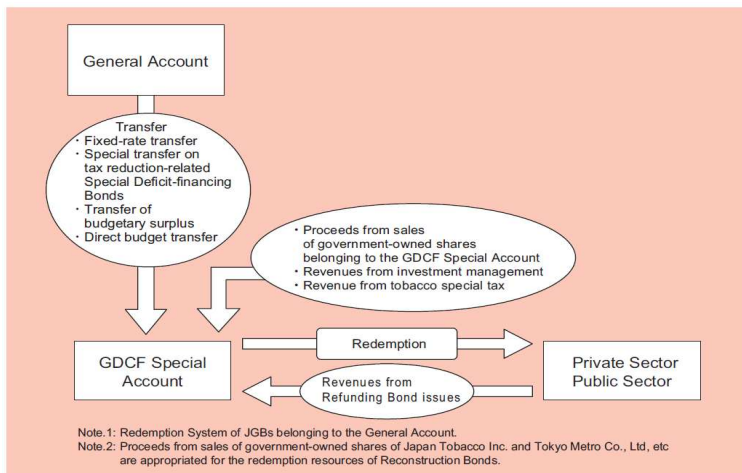 General Account
Transfer
・Fixed-rate transfer
・Special transfer on
tax reduction-related
Special Deficit-financing
Bonds
・Transfer of
budgetary surplus
・Direct budget transfer
・Proceeds from sales
of government-owned shares
belonging to the GDCF Special Account
・Revenues from investment management
・Revenue from tobacco special tax
GDCF Special
Account
Redemption
Revenues from
Refunding Bond issues
Private Sector
Public Sector
Note.1: Redemption System of JGBs belonging to the General Account.
Note.2: Proceeds from sales of government-owned shares of Japan Tobacco Inc. and Tokyo Metro Co., Ltd, etc
are appropriated for the redemption resources of Reconstruction Bonds.